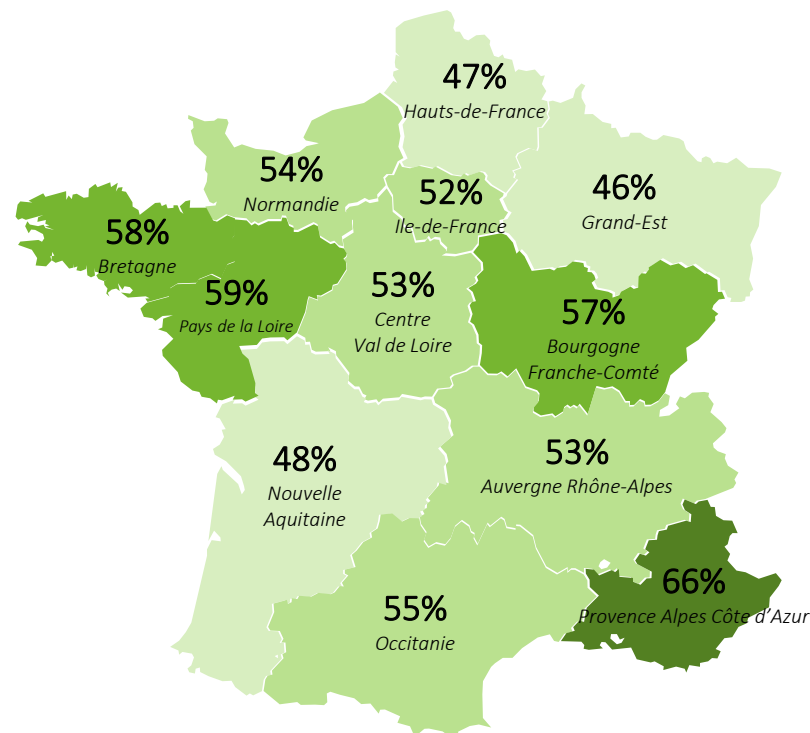 47%
Hauts-de-France
54%
Normandie
52%
Ile-de-France
46%
Grand-Est
58%
Bretagne
59%
Pays de la Loire
53%
Centre
Val de Loire
57%
Bourgogne
Franche-Comté
48%
Nouvelle
Aquitaine
53%
Auvergne Rhône-Alpes
66%
Provence Alpes Côte d’Azur
55%
Occitanie